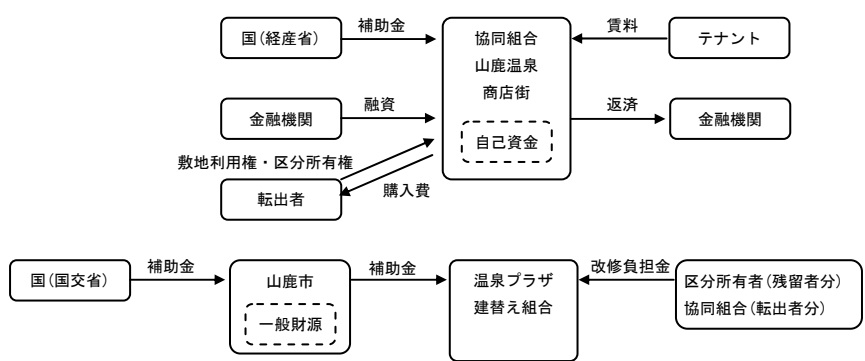 国(経産省)
補助金
協同組合
山鹿温泉
商店街
自己資金
賃料
テナント
金融機関
融資
返済
金融機関
敷地利用権・区分所有権
転出者
購入費
国(国交省)
補助金
山鹿市
一般財源
補助金
温泉プラザ
建替え組合
改修負担金
区分所有者(残留者分)
協同組合(転出者分)